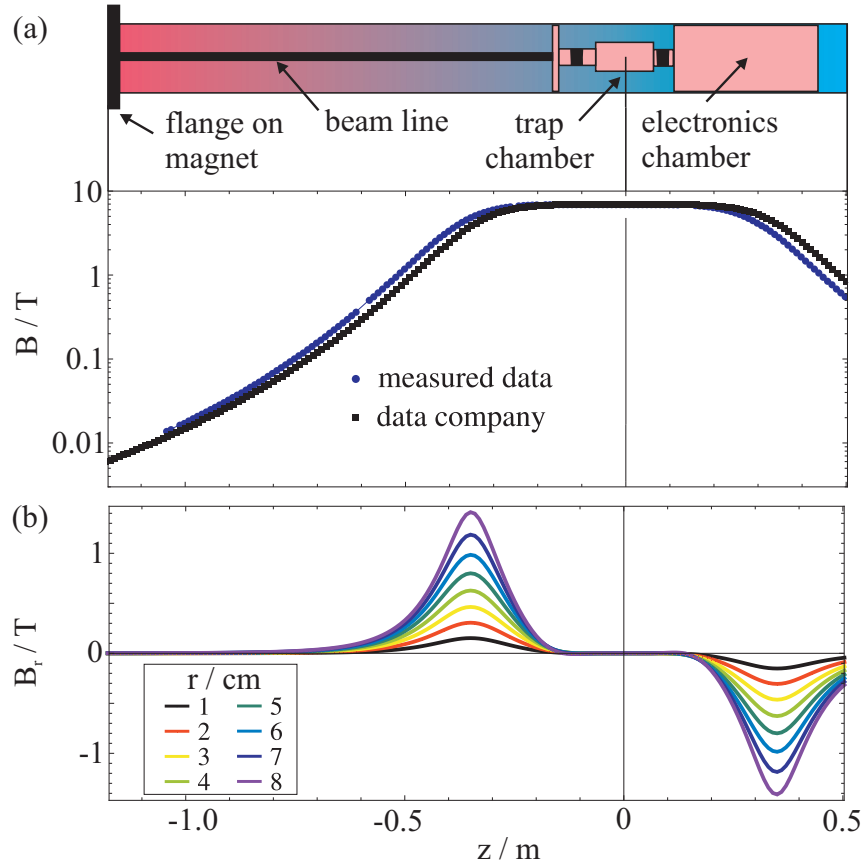 (a)
flange on
magnet
beam line
trap
chamber
electronics
chamber
10
1
0.1
0.01
B / T
measured data
data company
(b)
1
0
-1
B_r / T
r / cm
1 5
2 6
3 7
4 8
-1.0 -0.5 0 0.5
z / m